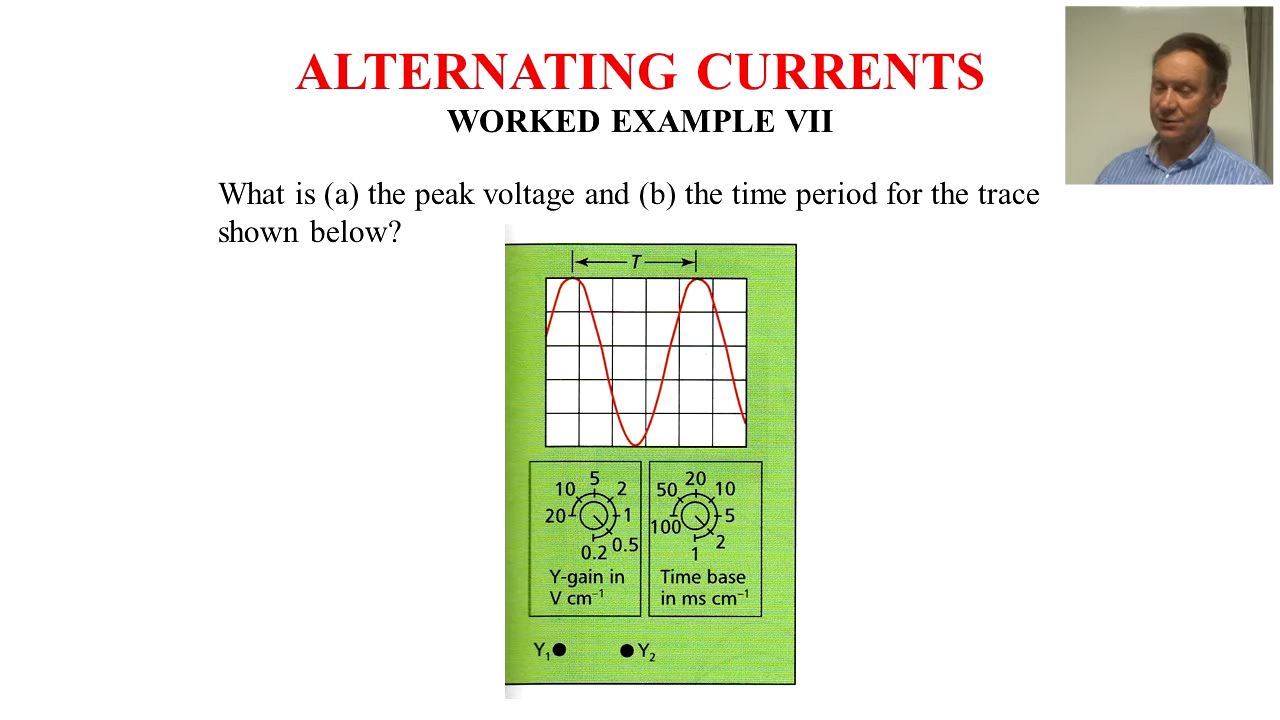 ALTERNATING CURRENTS
WORKED EXAMPLE VII
What is (a) the peak voltage and (b) the time period for the trace
shown below?
T
5
10
2
20
1
0.5
0.2
Y-gain in
V cm⁻¹
20
50
10
100
5
2
1
Time base
in ms cm⁻¹
Y₁
Y₂